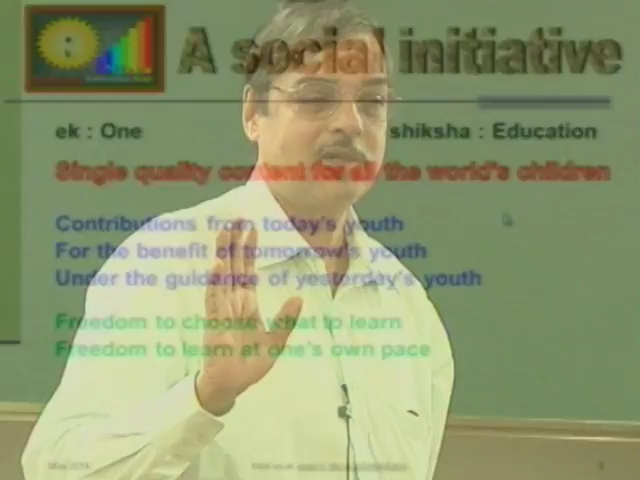 A social initiative
ek : One shiksha : Education
Single quality content for all the world's children
Contributions from today's youth
For the benefit of tomorrow's youth
Under the guidance of yesterday's youth
Freedom to choose what to learn
Freedom to learn at one's own pace